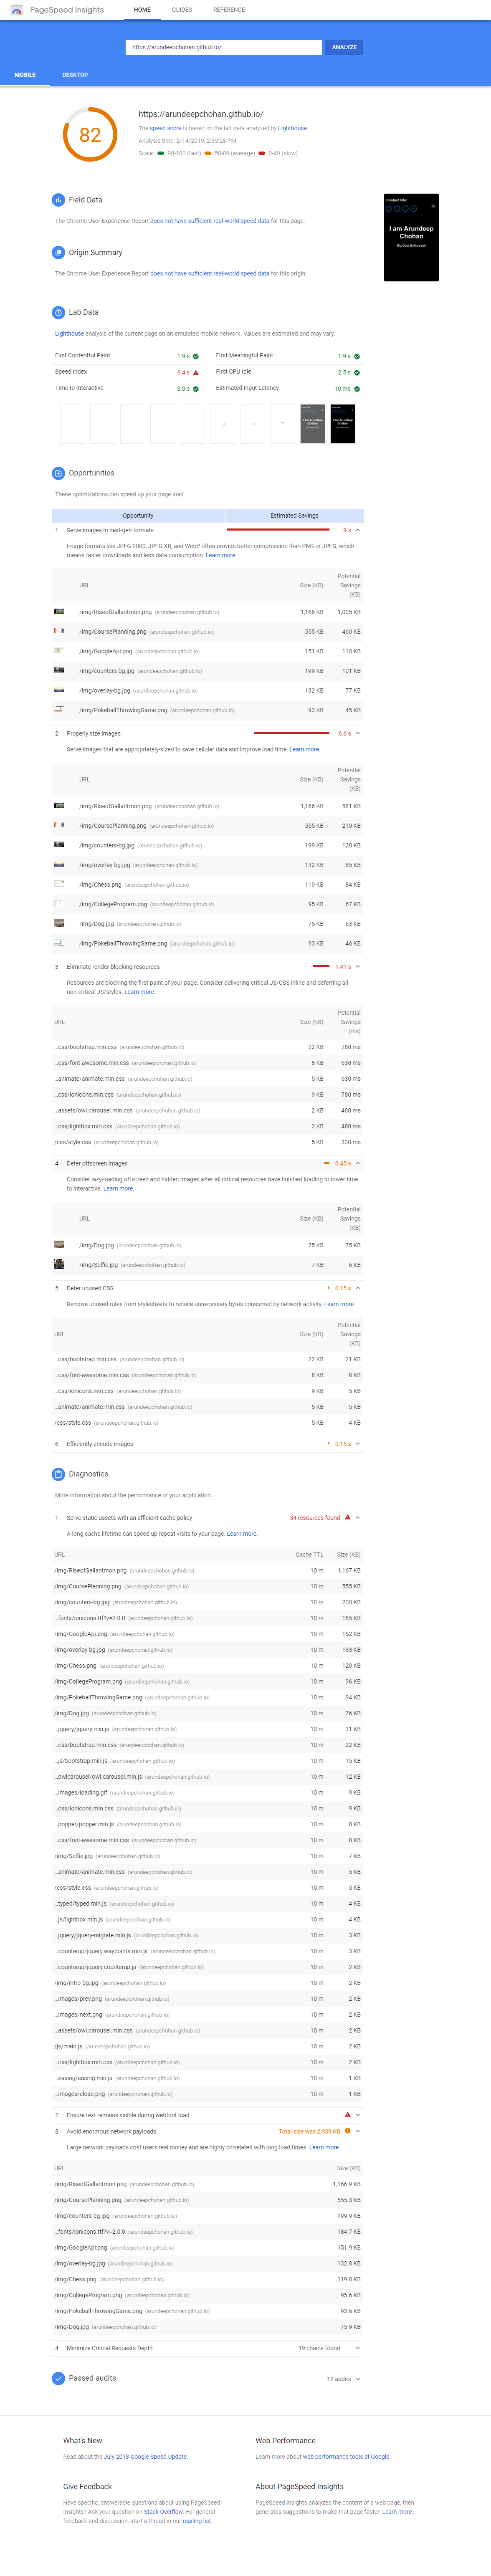 PageSpeed Insights HOME GUIDES REFERENCE
https://arundeepchohan.github.io/ ANALYZE
MOBILE DESKTOP
82
https://arundeepchohan.github.io/
The speed score is based on the lab data analyzed by Lighthouse.
Analysis time: 2/14/2019, 2:39:28 PM
Scale: 90-100 (fast) 50-89 (average) 0-49 (slow)
Field Data
The Chrome User Experience Report does not have sufficient real-world speed data for this page.
Contact Info
I am Arundeep
Chohan
Big Data Enthusiased
Origin Summary
The Chrome User Experience Report does not have sufficient real-world speed data for this origin.
Lab Data
Lighthouse analysis of the current page on an emulated mobile network. Values are estimated and may vary.
First Contentful Paint 1.9 s First Meaningful Paint 1.9 s
Speed Index 6.4 s First CPU Idle 2.5 s
Time to Interactive 3.0 s Estimated Input Latency 10 ms
Opportunities
These optimizations can speed up your page load.
Opportunity Estimated Savings
1 Serve images in next-gen formats 9 s
Image formats like JPEG 2000, JPEG XR, and WebP often provide better compression than PNG or JPEG, which
means faster downloads and less data consumption. Learn more.
URL Size (KB) Potential Savings (KB)
/img/RiseofGallantmon.png (arundeepchohan.github.io) 1,166 KB 1,005 KB
/img/CoursePlanning.png (arundeepchohan.github.io) 555 KB 460 KB
/img/GoogleApi.png (arundeepchohan.github.io) 151 KB 110 KB
/img/counters-bg.jpg (arundeepchohan.github.io) 199 KB 101 KB
/img/overlay-bg.jpg (arundeepchohan.github.io) 132 KB 77 KB
/img/PokeballThrowingGame.png (arundeepchohan.github.io) 93 KB 45 KB
2 Properly size images 6.6 s
Serve images that are appropriately-sized to save cellular data and improve load time. Learn more.
URL Size (KB) Potential Savings (KB)
/img/RiseofGallantmon.png (arundeepchohan.github.io) 1,166 KB 581 KB
/img/CoursePlanning.png (arundeepchohan.github.io) 555 KB 219 KB
/img/counters-bg.jpg (arundeepchohan.github.io) 199 KB 128 KB
/img/overlay-bg.jpg (arundeepchohan.github.io) 132 KB 85 KB
/img/Chess.png (arundeepchohan.github.io) 119 KB 84 KB
/img/CollegeProgram.png (arundeepchohan.github.io) 95 KB 67 KB
/img/Dog.jpg (arundeepchohan.github.io) 75 KB 63 KB
/img/PokeballThrowingGame.png (arundeepchohan.github.io) 93 KB 46 KB
3 Eliminate render-blocking resources 1.41 s
Resources are blocking the first paint of your page. Consider delivering critical JS/CSS inline and deferring all
non-critical JS/styles. Learn more.
URL Size (KB) Potential Savings (ms)
…css/bootstrap.min.css (arundeepchohan.github.io) 22 KB 780 ms
…css/font-awesome.min.css (arundeepchohan.github.io) 8 KB 630 ms
…animate/animate.min.css (arundeepchohan.github.io) 5 KB 630 ms
…css/ionicons.min.css (arundeepchohan.github.io) 9 KB 780 ms
…assets/owl.carousel.min.css (arundeepchohan.github.io) 2 KB 480 ms
…css/lightbox.min.css (arundeepchohan.github.io) 2 KB 480 ms
/css/style.css (arundeepchohan.github.io) 5 KB 330 ms
4 Defer offscreen images 0.45 s
Consider lazy-loading offscreen and hidden images after all critical resources have finished loading to lower time
to interactive. Learn more.
URL Size (KB) Potential Savings (KB)
/img/Dog.jpg (arundeepchohan.github.io) 75 KB 75 KB
/img/Selfie.jpg (arundeepchohan.github.io) 7 KB 6 KB
5 Defer unused CSS 0.15 s
Remove unused rules from stylesheets to reduce unnecessary bytes consumed by network activity. Learn more.
URL Size (KB) Potential Savings (KB)
…css/bootstrap.min.css (arundeepchohan.github.io) 22 KB 21 KB
…css/font-awesome.min.css (arundeepchohan.github.io) 8 KB 8 KB
…css/ionicons.min.css (arundeepchohan.github.io) 9 KB 5 KB
…animate/animate.min.css (arundeepchohan.github.io) 5 KB 5 KB
/css/style.css (arundeepchohan.github.io) 5 KB 4 KB
6 Efficiently encode images 0.15 s
Diagnostics
More information about the performance of your application.
1 Serve static assets with an efficient cache policy 34 resources found
A long cache lifetime can speed up repeat visits to your page. Learn more.
URL Cache TTL Size (KB)
/img/RiseofGallantmon.png (arundeepchohan.github.io) 10 m 1,167 KB
/img/CoursePlanning.png (arundeepchohan.github.io) 10 m 555 KB
/img/counters-bg.jpg (arundeepchohan.github.io) 10 m 200 KB
…fonts/ionicons.ttf?v=2.0.0 (arundeepchohan.github.io) 10 m 185 KB
/img/GoogleApi.png (arundeepchohan.github.io) 10 m 152 KB
/img/overlay-bg.jpg (arundeepchohan.github.io) 10 m 133 KB
/img/Chess.png (arundeepchohan.github.io) 10 m 120 KB
/img/CollegeProgram.png (arundeepchohan.github.io) 10 m 96 KB
/img/PokeballThrowingGame.png (arundeepchohan.github.io) 10 m 94 KB
/img/Dog.jpg (arundeepchohan.github.io) 10 m 76 KB
…jquery/jquery.min.js (arundeepchohan.github.io) 10 m 31 KB
…css/bootstrap.min.css (arundeepchohan.github.io) 10 m 22 KB
…js/bootstrap.min.js (arundeepchohan.github.io) 10 m 15 KB
…owlcarousel/owl.carousel.min.js (arundeepchohan.github.io) 10 m 12 KB
…images/loading.gif (arundeepchohan.github.io) 10 m 9 KB
…css/ionicons.min.css (arundeepchohan.github.io) 10 m 9 KB
…popper/popper.min.js (arundeepchohan.github.io) 10 m 8 KB
…css/font-awesome.min.css (arundeepchohan.github.io) 10 m 8 KB
/img/Selfie.jpg (arundeepchohan.github.io) 10 m 7 KB
…animate/animate.min.css (arundeepchohan.github.io) 10 m 5 KB
/css/style.css (arundeepchohan.github.io) 10 m 5 KB
…typed/typed.min.js (arundeepchohan.github.io) 10 m 4 KB
…js/lightbox.min.js (arundeepchohan.github.io) 10 m 4 KB
…jquery/jquery-migrate.min.js (arundeepchohan.github.io) 10 m 3 KB
…counterup/jquery.waypoints.min.js (arundeepchohan.github.io) 10 m 3 KB
…counterup/jquery.counterup.js (arundeepchohan.github.io) 10 m 2 KB
/img/intro-bg.jpg (arundeepchohan.github.io) 10 m 2 KB
…images/prev.png (arundeepchohan.github.io) 10 m 2 KB
…images/next.png (arundeepchohan.github.io) 10 m 2 KB
…assets/owl.carousel.min.css (arundeepchohan.github.io) 10 m 2 KB
/js/main.js (arundeepchohan.github.io) 10 m 2 KB
…css/lightbox.min.css (arundeepchohan.github.io) 10 m 2 KB
…easing/easing.min.js (arundeepchohan.github.io) 10 m 1 KB
…images/close.png (arundeepchohan.github.io) 10 m 1 KB
2 Ensure text remains visible during webfont load
3 Avoid enormous network payloads Total size was 2,939 KB
Large network payloads cost users real money and are highly correlated with long load times. Learn more.
URL Size (KB)
/img/RiseofGallantmon.png (arundeepchohan.github.io) 1,166.9 KB
/img/CoursePlanning.png (arundeepchohan.github.io) 555.3 KB
/img/counters-bg.jpg (arundeepchohan.github.io) 199.9 KB
…fonts/ionicons.ttf?v=2.0.0 (arundeepchohan.github.io) 184.7 KB
/img/GoogleApi.png (arundeepchohan.github.io) 151.9 KB
/img/overlay-bg.jpg (arundeepchohan.github.io) 132.8 KB
/img/Chess.png (arundeepchohan.github.io) 119.8 KB
/img/CollegeProgram.png (arundeepchohan.github.io) 95.6 KB
/img/PokeballThrowingGame.png (arundeepchohan.github.io) 93.6 KB
/img/Dog.jpg (arundeepchohan.github.io) 75.9 KB
4 Minimize Critical Requests Depth 19 chains found
Passed audits 12 audits
What's New
Read about the July 2018 Google Speed Update.
Web Performance
Learn more about web performance tools at Google.
Give Feedback
Have specific, answerable questions about using PageSpeed
Insights? Ask your question on Stack Overflow. For general
feedback and discussion, start a thread in our mailing list.
About PageSpeed Insights
PageSpeed Insights analyzes the content of a web page, then
generates suggestions to make that page faster. Learn more.